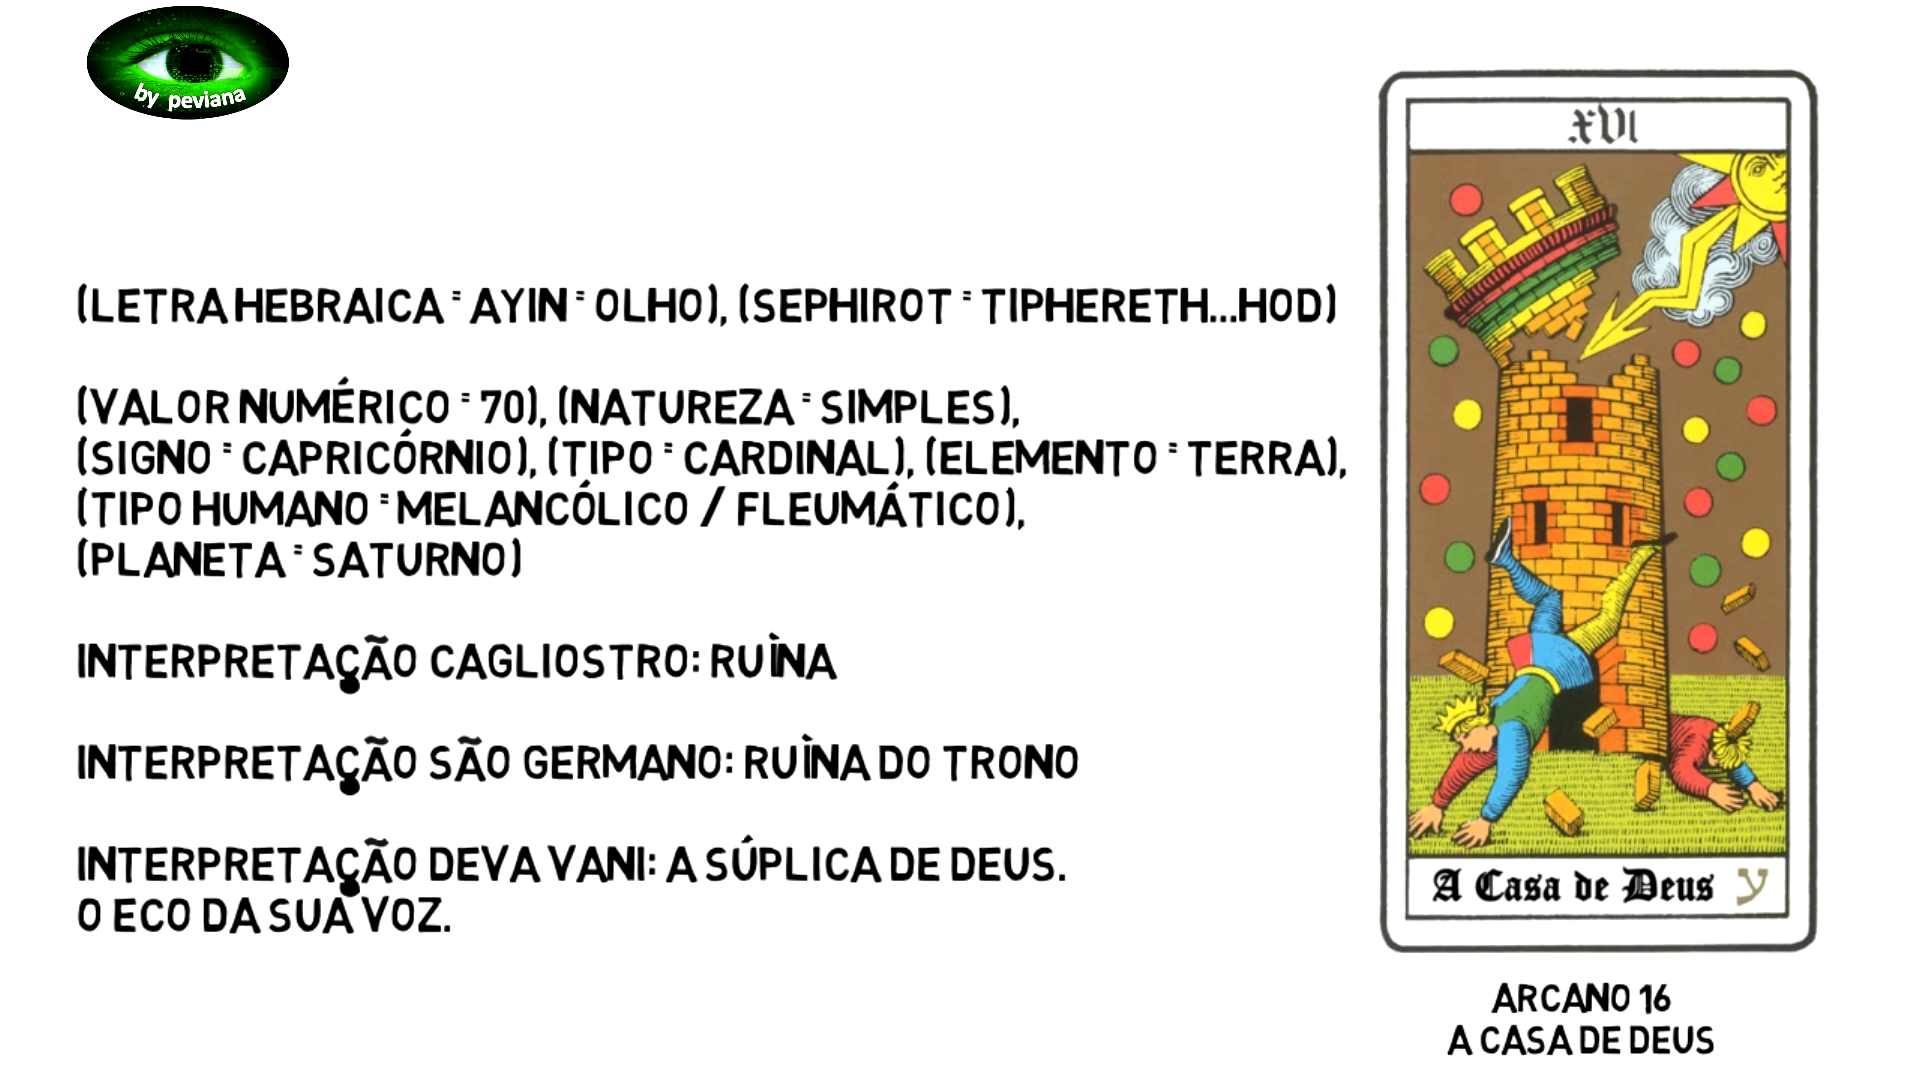 by peviana
(LETRA HEBRAICA = AYIN = OLHO), (SEPHIROT = TIPHERETH...HOD)
(VALOR NUMÉRICO = 70), (NATUREZA = SIMPLES),
(SIGNO = CAPRICÓRNIO), (TIPO = CARDINAL), (ELEMENTO = TERRA),
(TIPO HUMANO = MELANCÓLICO / FLEUMÁTICO),
(PLANETA = SATURNO)
INTERPRETAÇÃO CAGLIOSTRO: RUÌNA
INTERPRETAÇÃO SÃO GERMANO: RUÌNA DO TRONO
INTERPRETAÇÃO DEVA VANI: A SÚPLICA DE DEUS.
O ECO DA SUA VOZ.
XVI
A Casa de Deus ע
ARCANO 16
A CASA DE DEUS